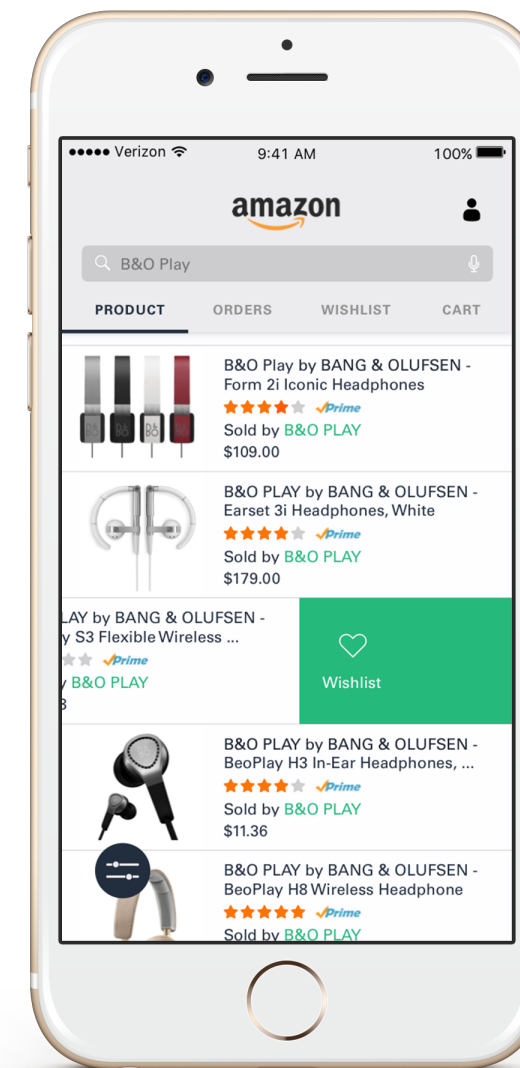 Verizon 9:41 AM 100%
amazon
B&O Play
PRODUCT ORDERS WISHLIST CART
B&O Play by BANG & OLUFSEN -
Form 2i Iconic Headphones
Prime
Sold by B&O PLAY
$109.00
B&O PLAY by BANG & OLUFSEN -
Earset 3i Headphones, White
Prime
Sold by B&O PLAY
$179.00
LAY by BANG & OLUFSEN -
y S3 Flexible Wireless ...
Prime
y B&O PLAY
Wishlist
B&O PLAY by BANG & OLUFSEN -
BeoPlay H3 In-Ear Headphones, ...
Prime
Sold by B&O PLAY
$11.36
B&O PLAY by BANG & OLUFSEN -
BeoPlay H8 Wireless Headphone
Prime
Sold by B&O PLAY